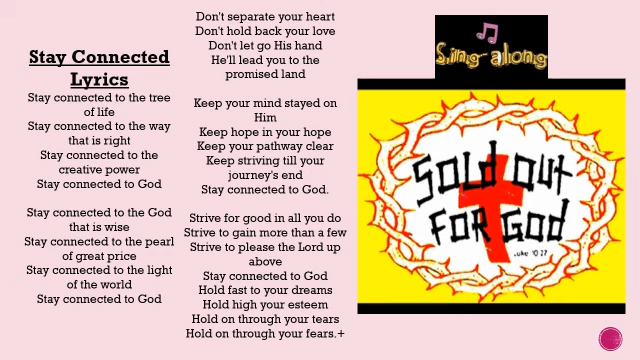 Stay Connected
Lyrics
Stay connected to the tree
of life
Stay connected to the way
that is right
Stay connected to the
creative power
Stay connected to God
Stay connected to the God
that is wise
Stay connected to the pearl
of great price
Stay connected to the light
of the world
Stay connected to God
Don't separate your heart
Don't hold back your love
Don't let go His hand
He'll lead you to the
promised land
Keep your mind stayed on
Him
Keep hope in your hope
Keep your pathway clear
Keep striving till your
journey's end
Stay connected to God.
Strive for good in all you do
Strive to gain more than a few
Strive to please the Lord up
above
Stay connected to God
Hold fast to your dreams
Hold high your esteem
Hold on through your tears
Hold on through your fears.+
Sing-along
SOLD OUT
FOR GOD
Luke 10:27